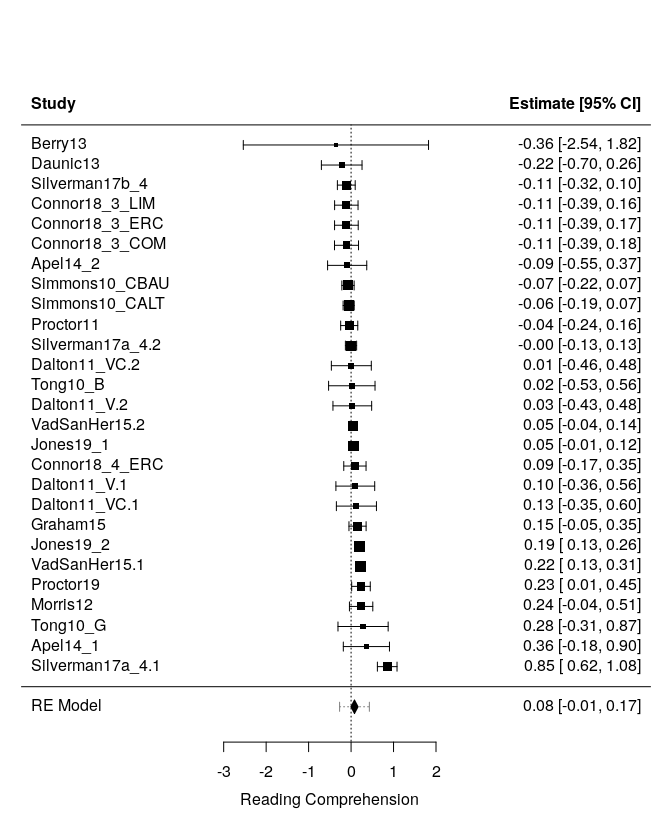 Study Estimate [95% CI]
Berry13 -0.36 [-2.54, 1.82]
Daunic13 -0.22 [-0.70, 0.26]
Silverman17b_4 -0.11 [-0.32, 0.10]
Connor18_3_LIM -0.11 [-0.39, 0.16]
Connor18_3_ERC -0.11 [-0.39, 0.17]
Connor18_3_COM -0.11 [-0.39, 0.18]
Apel14_2 -0.09 [-0.55, 0.37]
Simmons10_CBAU -0.07 [-0.22, 0.07]
Simmons10_CALT -0.06 [-0.19, 0.07]
Proctor11 -0.04 [-0.24, 0.16]
Silverman17a_4.2 -0.00 [-0.13, 0.13]
Dalton11_VC.2 0.01 [-0.46, 0.48]
Tong10_B 0.02 [-0.53, 0.56]
Dalton11_V.2 0.03 [-0.43, 0.48]
VadSanHer15.2 0.05 [-0.04, 0.14]
Jones19_1 0.05 [-0.01, 0.12]
Connor18_4_ERC 0.09 [-0.17, 0.35]
Dalton11_V.1 0.10 [-0.36, 0.56]
Dalton11_VC.1 0.13 [-0.35, 0.60]
Graham15 0.15 [-0.05, 0.35]
Jones19_2 0.19 [ 0.13, 0.26]
VadSanHer15.1 0.22 [ 0.13, 0.31]
Proctor19 0.23 [ 0.01, 0.45]
Morris12 0.24 [-0.04, 0.51]
Tong10_G 0.28 [-0.31, 0.87]
Apel14_1 0.36 [-0.18, 0.90]
Silverman17a_4.1 0.85 [ 0.62, 1.08]
RE Model 0.08 [-0.01, 0.17]
-3 -2 -1 0 1 2
Reading Comprehension